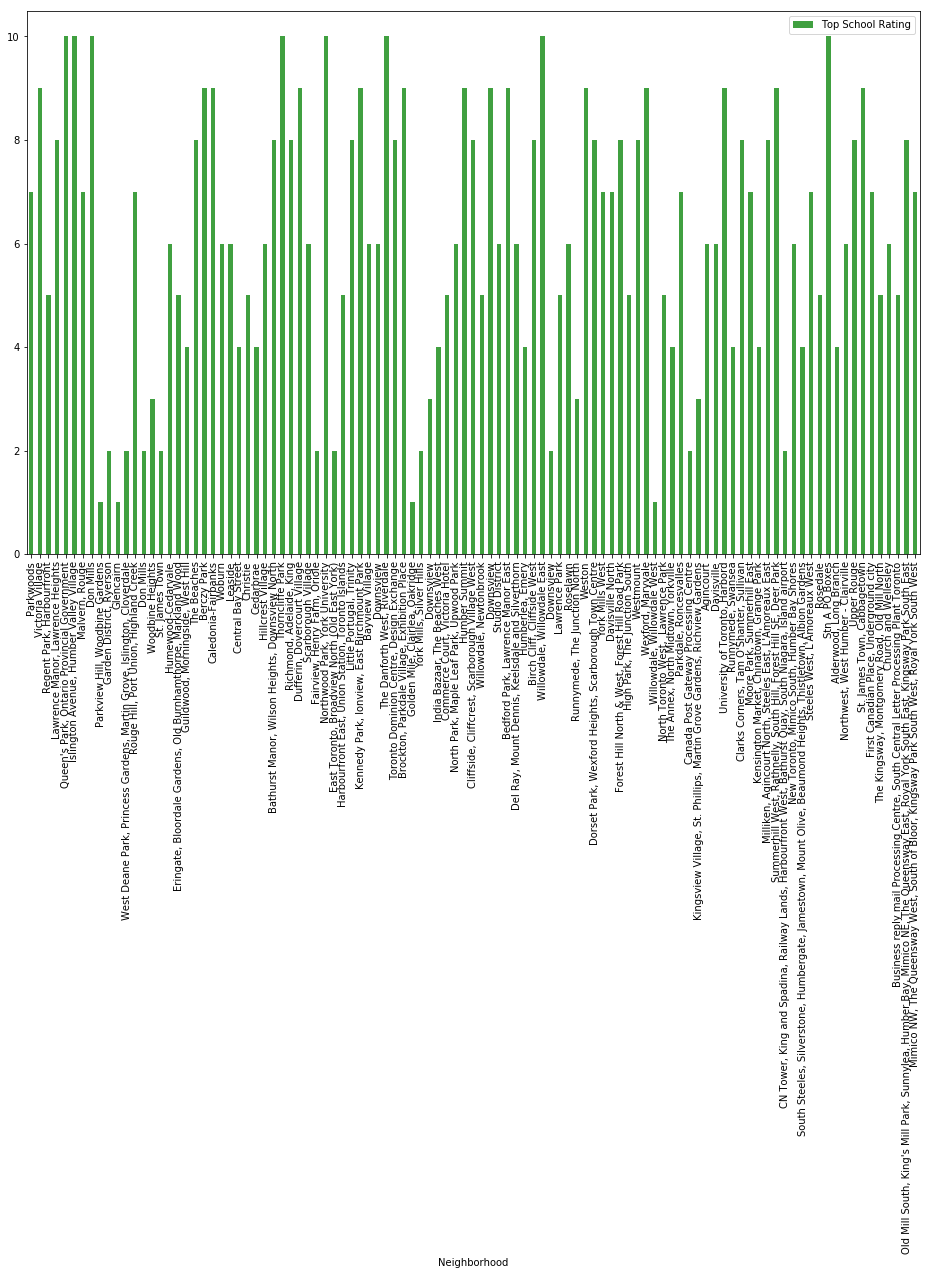 Top School Rating
10
8
6
4
2
0
Parkwoods
Victoria Village
Regent Park, Harbourfront
Lawrence Manor, Lawrence Heights
Queen's Park, Ontario Provincial Government
Islington Avenue, Humber Valley Village
Malvern, Rouge
Don Mills
Parkview Hill, Woodbine Gardens
Garden District, Ryerson
Glencairn
West Deane Park, Princess Gardens, Martin Grove, Islington, Cloverdale
Rouge Hill, Port Union, Highland Creek
Don Mills
Woodbine Heights
St. James Town
Humewood-Cedarvale
Eringate, Bloordale Gardens, Old Burnhamthorpe, Markland Wood
Guildwood, Morningside, West Hill
The Beaches
Berczy Park
Caledonia-Fairbanks
Woburn
Leaside
Central Bay Street
Christie
Cedarbrae
Hillcrest Village
Bathurst Manor, Wilson Heights, Downsview North
Thorncliffe Park
Richmond, Adelaide, King
Dufferin, Dovercourt Village
Scarborough Village
Fairview, Henry Farm, Oriole
Northwood Park, York University
East Toronto, Broadview North (Old East York)
Harbourfront East, Union Station, Toronto Islands
Little Portugal, Trinity
Kennedy Park, Ionview, East Birchmount Park
Bayview Village
Downsview
The Danforth West, Riverdale
Toronto Dominion Centre, Design Exchange
Brockton, Parkdale Village, Exhibition Place
Golden Mile, Clairlea, Oakridge
York Mills, Silver Hills
Downsview
India Bazaar, The Beaches West
Commerce Court, Victoria Hotel
North Park, Maple Leaf Park, Upwood Park
Humber Summit
Cliffside, Cliffcrest, Scarborough Village West
Willowdale, Newtonbrook
Downsview
Studio District
Bedford Park, Lawrence Manor East
Del Ray, Mount Dennis, Keelsdale and Silverthorn
Humberlea, Emery
Birch Cliff, Cliffside West
Willowdale, Willowdale East
Downsview
Lawrence Park
Roselawn
Runnymede, The Junction North
Weston
Dorset Park, Wexford Heights, Scarborough Town Centre
York Mills West
Davisville North
Forest Hill North & West, Forest Hill Road Park
High Park, The Junction South
Westmount
Wexford, Maryvale
Willowdale, Willowdale West
North Toronto West, Lawrence Park
The Annex, North Midtown, Yorkville
Parkdale, Roncesvalles
Canada Post Gateway Processing Centre
Kingsview Village, St. Phillips, Martin Grove Gardens, Richview Gardens
Agincourt
Davisville
University of Toronto, Harbord
Runnymede, Swansea
Clarks Corners, Tam O'Shanter, Sullivan
Moore Park, Summerhill East
Kensington Market, Chinatown, Grange Park
Milliken, Agincourt North, Steeles East, L'Amoreaux East
Summerhill West, Rathnelly, South Hill, Forest Hill SE, Deer Park
CN Tower, King and Spadina, Railway Lands, Harbourfront West, Bathurst Quay, South Niagara, Island airport
New Toronto, Mimico South, Humber Bay Shores
South Steeles, Silverstone, Humbergate, Jamestown, Mount Olive, Beaumond Heights, Thistletown, Albion Gardens
Steeles West, L'Amoreaux West
Rosedale
Stn A PO Boxes
Alderwood, Long Branch
Northwest, West Humber - Clairville
Upper Rouge
St. James Town, Cabbagetown
First Canadian Place, Underground city
The Kingsway, Montgomery Road, Old Mill North
Church and Wellesley
Business reply mail Processing Centre, South Central Letter Processing Plant Toronto
Old Mill South, King's Mill Park, Sunnylea, Humber Bay, Mimico NE, The Queensway East, Royal York South East, Kingsway Park South East
Mimico NW, The Queensway West, South of Bloor, Kingsway Park South West, Royal York South West
Neighborhood